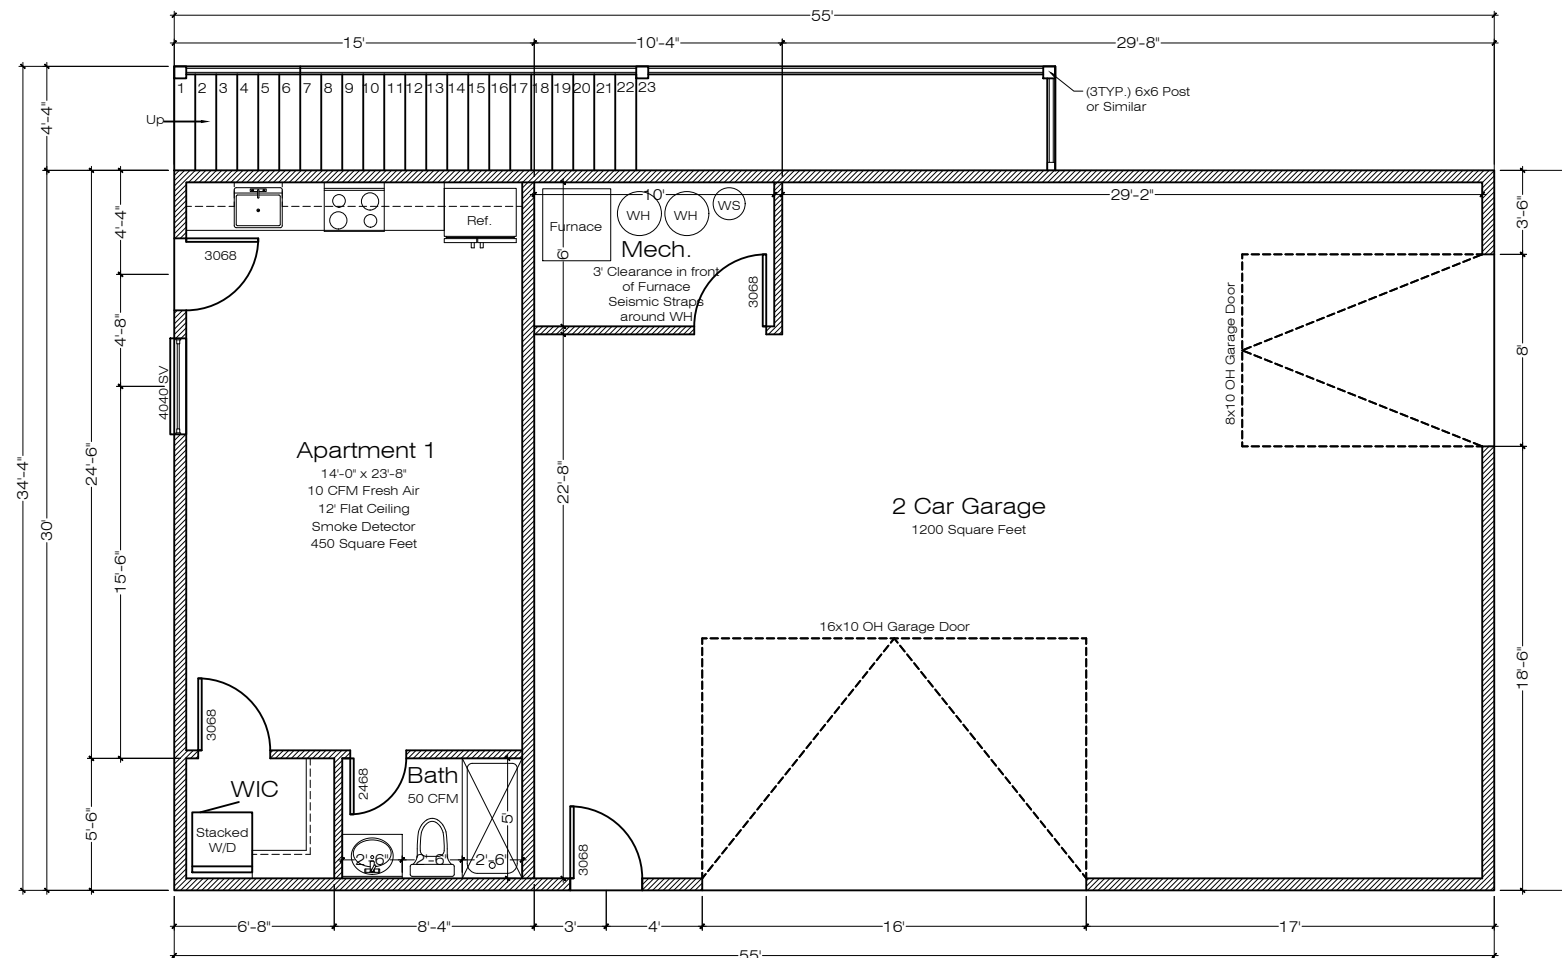 55'
15'
10'-4"
29'-8"
1 2 3 4 5 6 7 8 9 10 11 12 13 14 15 16 17 18 19 20 21 22 23
(3TYP.) 6x6 Post
or Similar
Up
4'-4"
34'-4"
30'
24'-6"
5'-6"
4'-4"
4'-8"
15'-6"
3068
4040 SV
Ref.
Furnace
WH
WH
WS
10'
6'
Mech.
3' Clearance in front
of Furnace
Seismic Straps
around WH
3068
29'-2"
3'-6"
8'
18'-6"
8x10 OH Garage Door
Apartment 1
14'-0" x 23'-8"
10 CFM Fresh Air
12' Flat Ceiling
Smoke Detector
450 Square Feet
22'-8"
2 Car Garage
1200 Square Feet
16x10 OH Garage Door
3068
WIC
Stacked
W/D
2468
Bath
50 CFM
5'
2'-6"
2'-6"
2'-6"
3068
6'-8"
8'-4"
3'
4'
16'
17'
55'